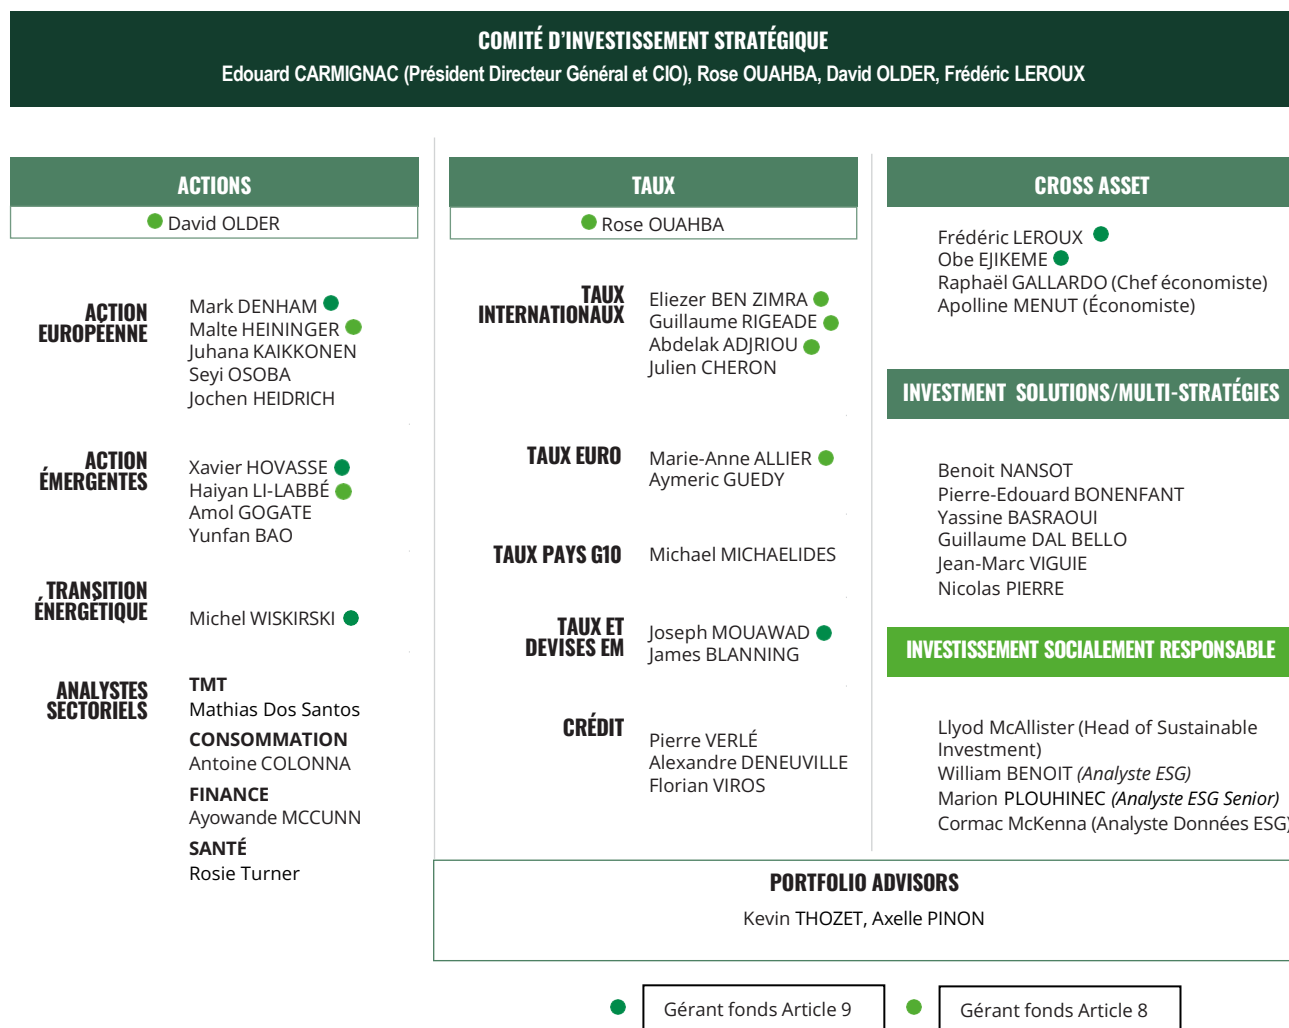 COMITÉ D'INVESTISSEMENT STRATÉGIQUE
Edouard CARMIGNAC (Président Directeur Général et CIO), Rose OUAHBA, David OLDER, Frédéric LEROUX
ACTIONS
David OLDER
ACTION
EUROPÉENNE
Mark DENHAM
Malte HEININGER
Juhana KAIKKONEN
Seyi OSOBA
Jochen HEIDRICH
ACTION
ÉMERGENTES
Xavier HOVASSE
Haiyan LI-LABBÉ
Amol GOGATE
Yunfan BAO
TRANSITION
ÉNERGÉTIQUE
Michel WISKIRSKI
ANALYSTES
SECTORIELS
TMT
Mathias Dos Santos
CONSOMMATION
Antoine COLONNA
FINANCE
Ayowande MCCUNN
SANTÉ
Rosie Turner
TAUX
Rose OUAHBA
TAUX
INTERNATIONAUX
Eliezer BEN ZIMRA
Guillaume RIGEADE
Abdelak ADJRIOU
Julien CHERON
TAUX EURO
Marie-Anne ALLIER
Aymeric GUEDY
TAUX PAYS G10
Michael MICHAELIDES
TAUX ET
DEVISES EM
Joseph MOUAWAD
James BLANNING
CRÉDIT
Pierre VERLÉ
Alexandre DENEUVILLE
Florian VIROS
CROSS ASSET
Frédéric LEROUX
Obe EJIKEME
Raphaël GALLARDO (Chef économiste)
Apolline MENUT (Économiste)
INVESTMENT SOLUTIONS/MULTI-STRATÉGIES
Benoit NANSOT
Pierre-Edouard BONENFANT
Yassine BASRAOUI
Guillaume DAL BELLO
Jean-Marc VIGUIE
Nicolas PIERRE
INVESTISSEMENT SOCIALEMENT RESPONSABLE
Llyod McAllister (Head of Sustainable
Investment)
William BENOIT (Analyste ESG)
Marion PLOUHINEC (Analyste ESG Senior)
Cormac McKenna (Analyste Données ESG)
PORTFOLIO ADVISORS
Kevin THOZET, Axelle PINON
Gérant fonds Article 9
Gérant fonds Article 8